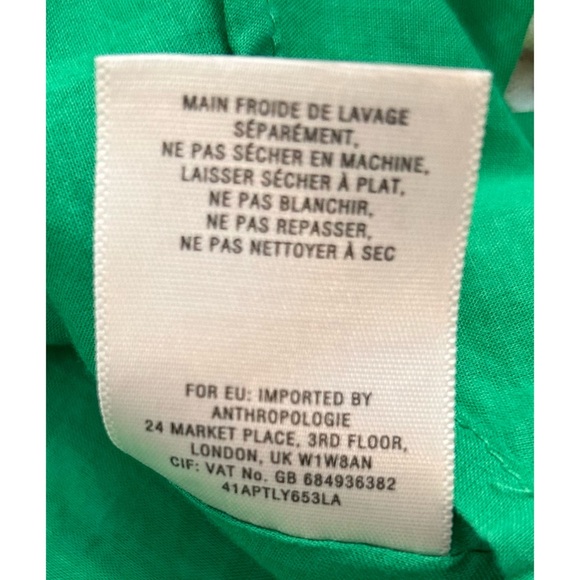 MAIN FROIDE DE LAVAGE
SÉPARÉMENT,
NE PAS SÉCHER EN MACHINE,
LAISSER SÉCHER À PLAT,
NE PAS BLANCHIR,
NE PAS REPASSER,
NE PAS NETTOYER À SEC
FOR EU: IMPORTED BY
ANTHROPOLOGIE
24 MARKET PLACE, 3RD FLOOR,
LONDON, UK W1W8AN
CIF: VAT No. GB 684936382
41APTLY653LA